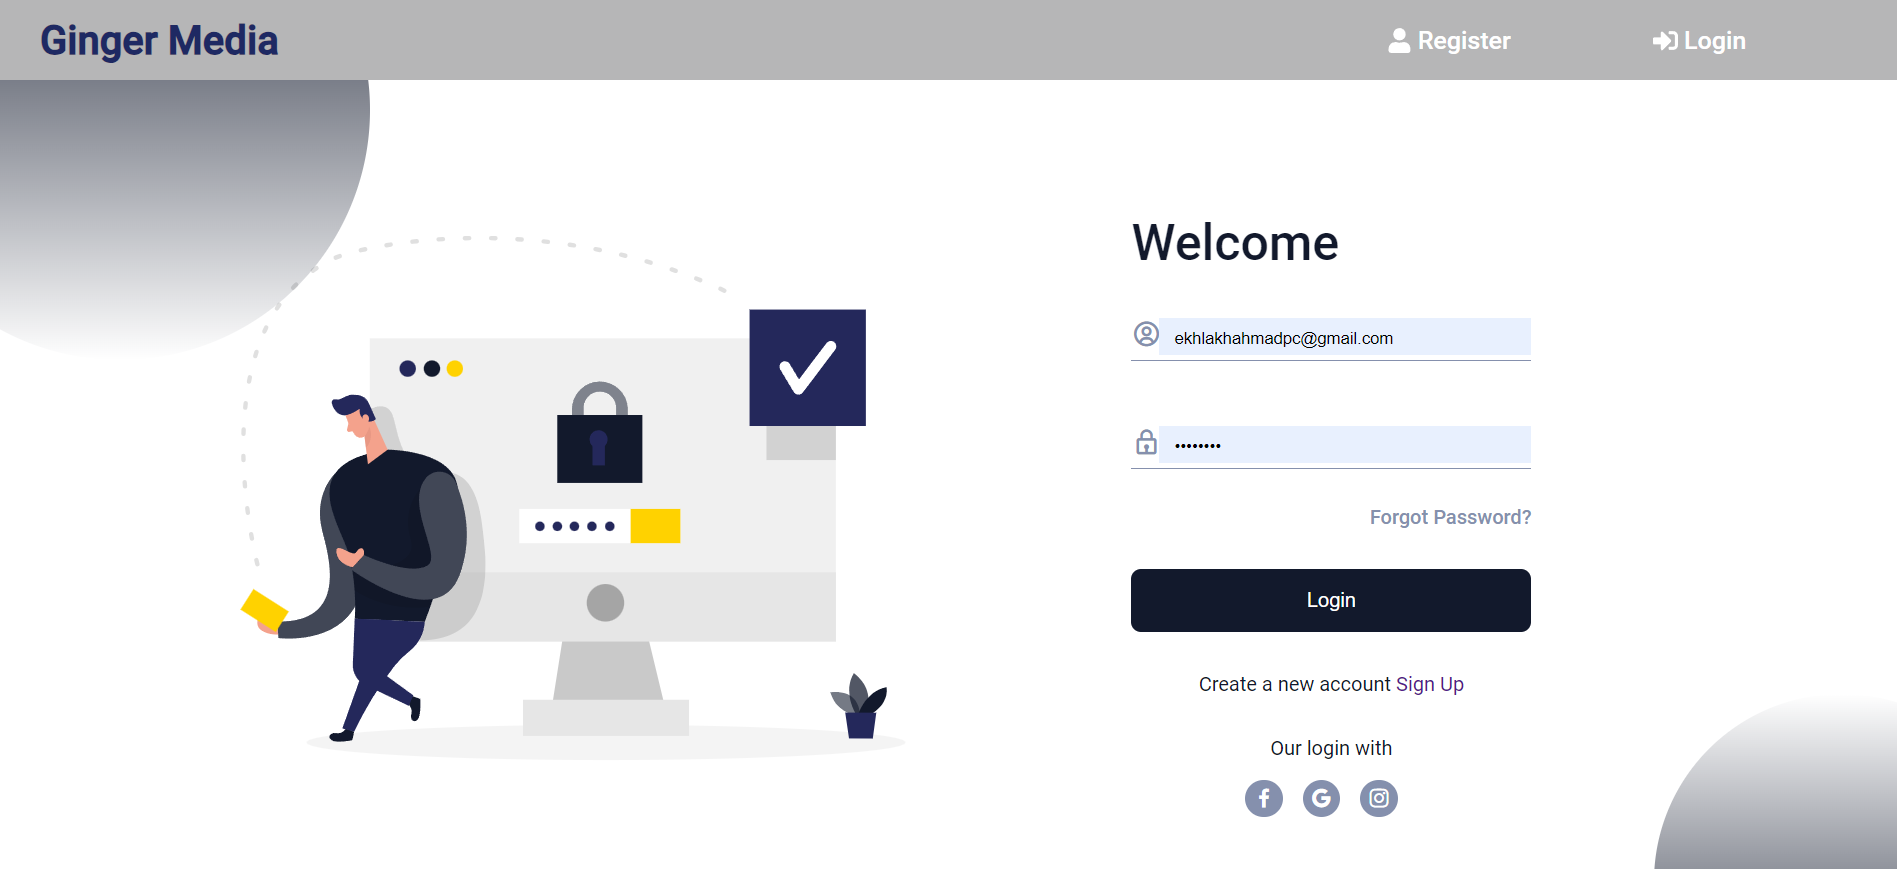 Ginger Media
Register
Login
Welcome
ekhlakhahmadpc@gmail.com
••••••••
Forgot Password?
Login
Create a new account Sign Up
Our login with